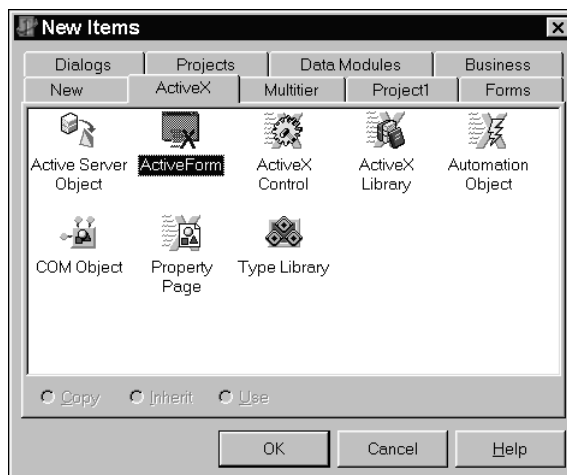 New Items
Dialogs Projects Data Modules Business
New ActiveX Multitier Project1 Forms
Active Server Object ActiveForm ActiveX Control ActiveX Library Automation Object
COM Object Property Page Type Library
Copy Inherit Use
OK Cancel Help